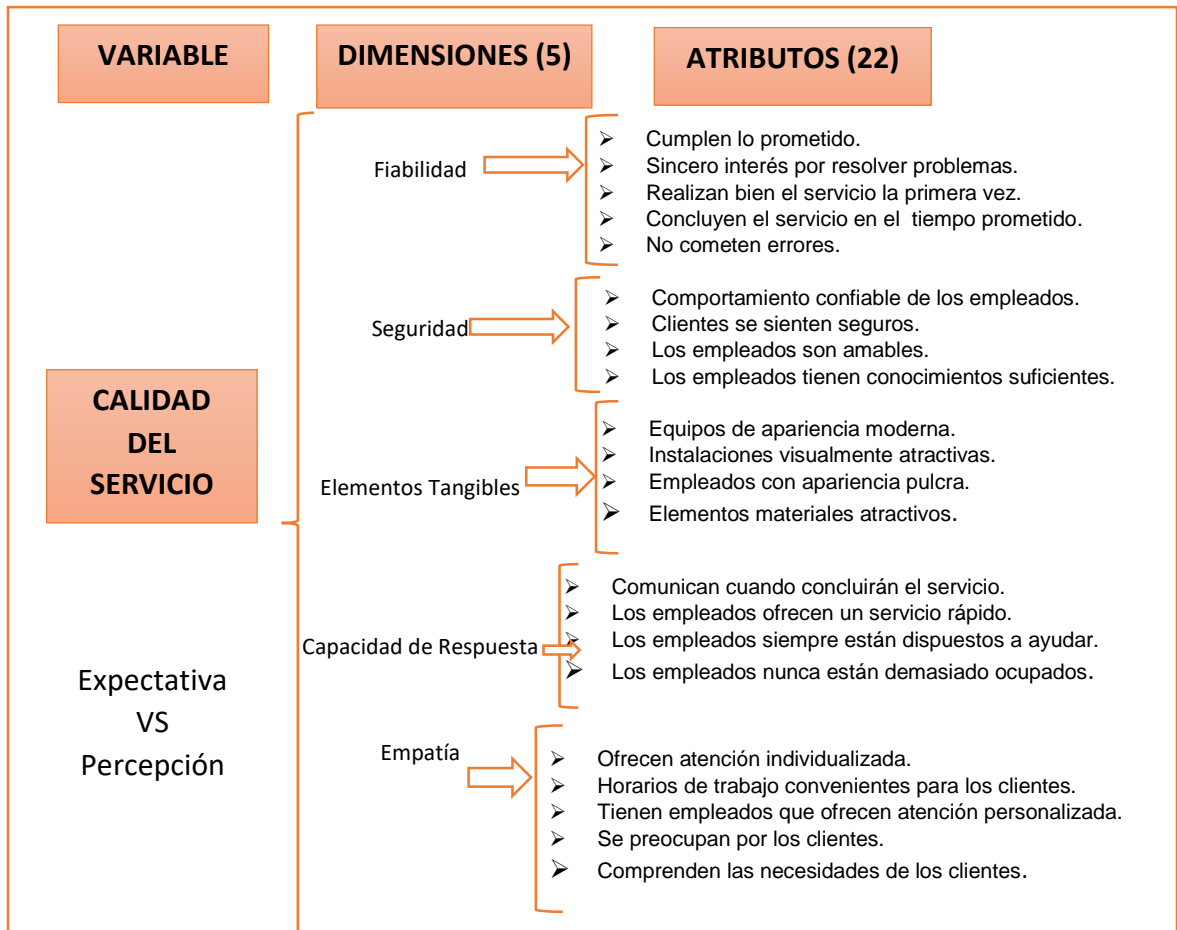 VARIABLE
DIMENSIONES (5)
ATRIBUTOS (22)
CALIDAD
DEL
SERVICIO
Expectativa
VS
Percepción
Fiabilidad
Cumplen lo prometido.
Sincero interés por resolver problemas.
Realizan bien el servicio la primera vez.
Concluyen el servicio en el tiempo prometido.
No cometen errores.
Seguridad
Comportamiento confiable de los empleados.
Clientes se sienten seguros.
Los empleados son amables.
Los empleados tienen conocimientos suficientes.
Elementos Tangibles
Equipos de apariencia moderna.
Instalaciones visualmente atractivas.
Empleados con apariencia pulcra.
Elementos materiales atractivos.
Capacidad de Respuesta
Comunican cuando concluirán el servicio.
Los empleados ofrecen un servicio rápido.
Los empleados siempre están dispuestos a ayudar.
Los empleados nunca están demasiado ocupados.
Empatía
Ofrecen atención individualizada.
Horarios de trabajo convenientes para los clientes.
Tienen empleados que ofrecen atención personalizada.
Se preocupan por los clientes.
Comprenden las necesidades de los clientes.